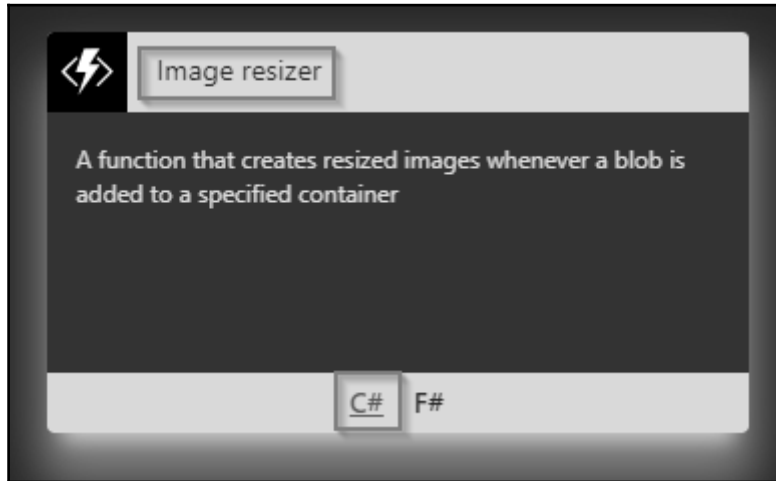 Image resizer
A function that creates resized images whenever a blob is
added to a specified container
C# F#